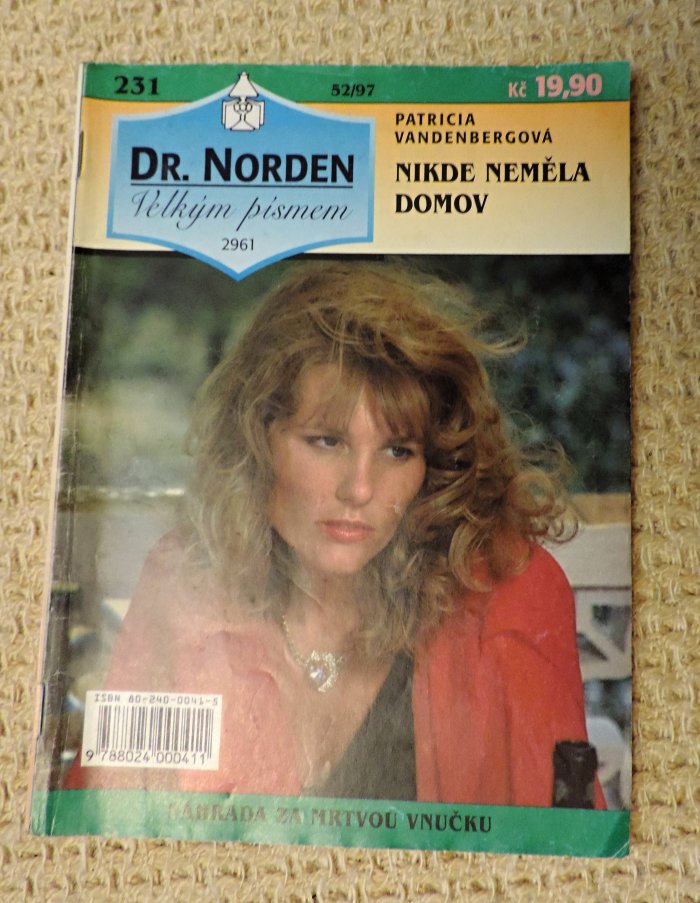 231
52/97
Kč 19,90
DR. NORDEN
Velkým písmem
2961
PATRICIA
VANDENBERGOVÁ
NIKDE NEMĚLA
DOMOV
ISBN 80-240-0041-5
9 788024 000411
NÁHRADA ZA MRTVOU VNUČKU